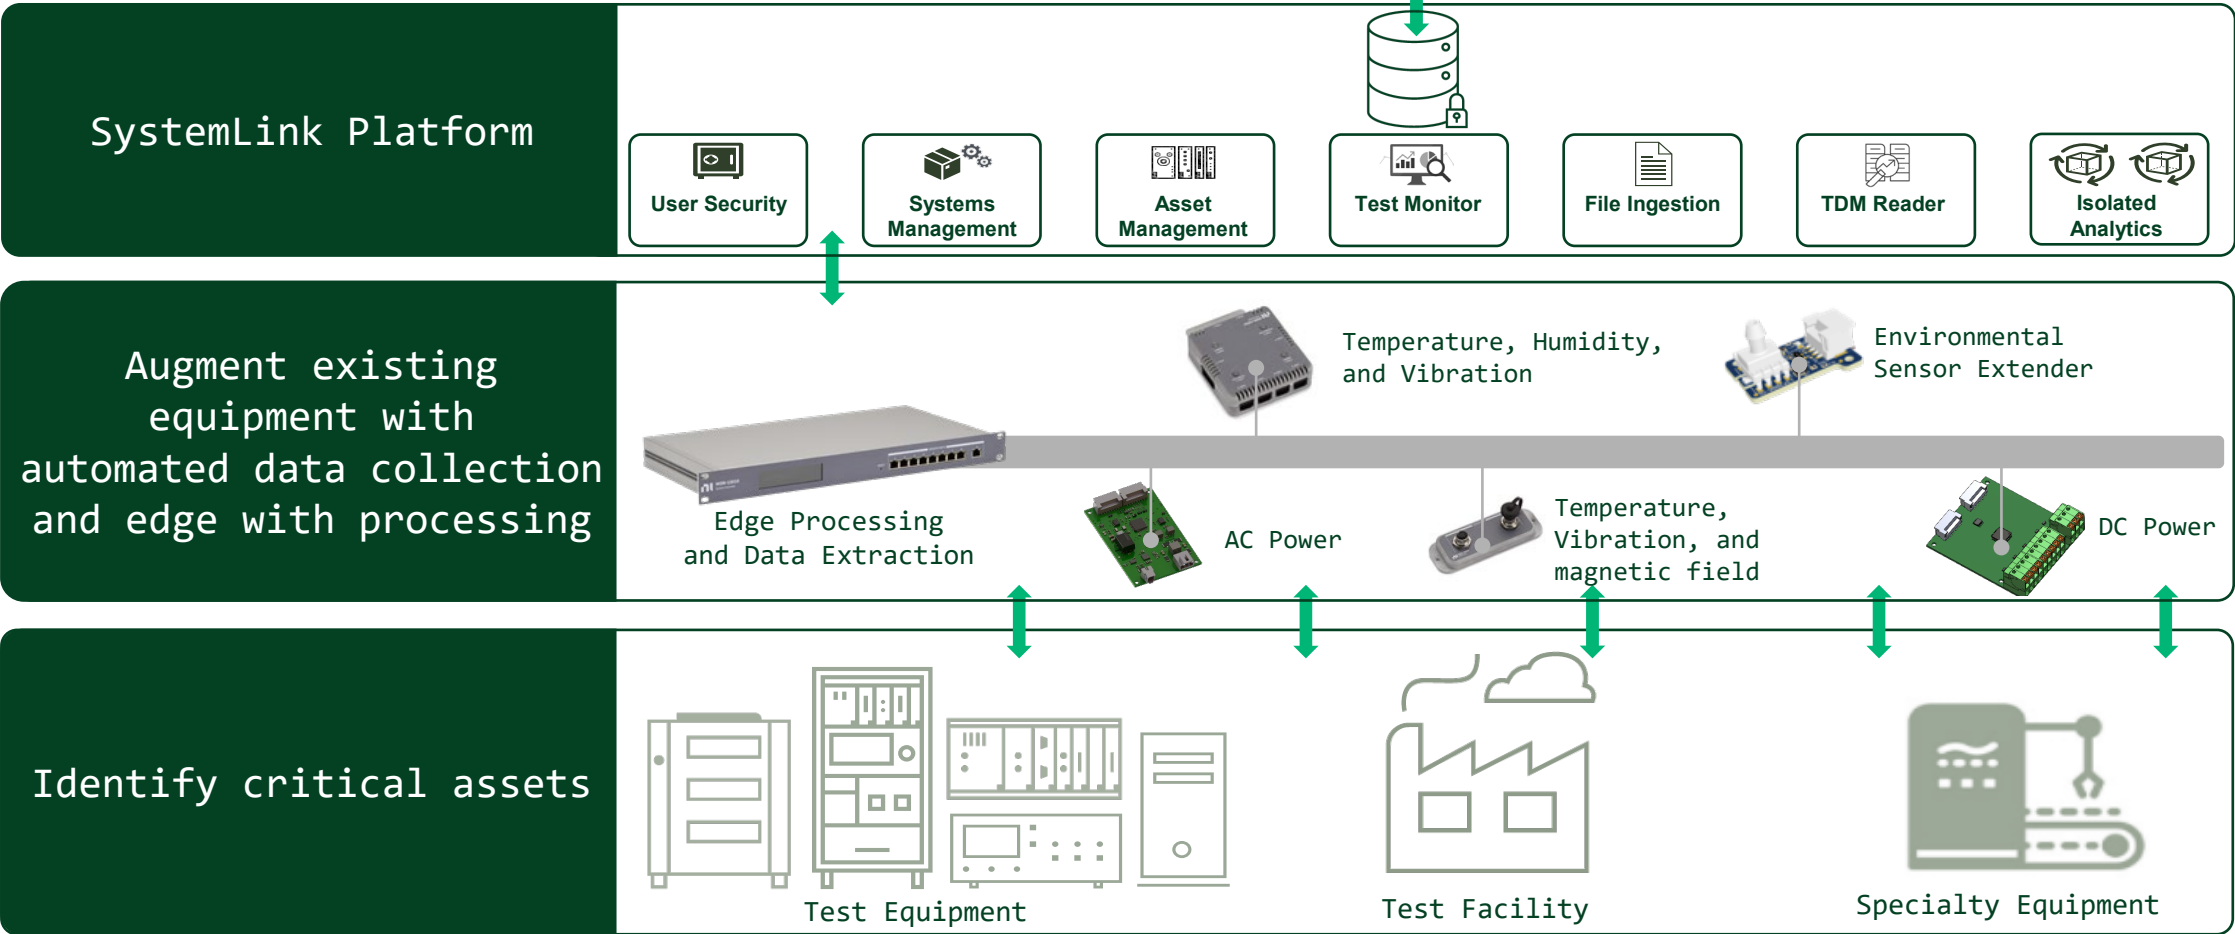 SystemLink Platform
User Security
Systems
Management
Asset
Management
Test Monitor
File Ingestion
TDM Reader
Isolated
Analytics
Augment existing
equipment with
automated data collection
and edge with processing
Temperature, Humidity,
and Vibration
Environmental
Sensor Extender
Edge Processing
and Data Extraction
AC Power
Temperature,
Vibration, and
magnetic field
DC Power
Identify critical assets
Test Equipment
Test Facility
Specialty Equipment